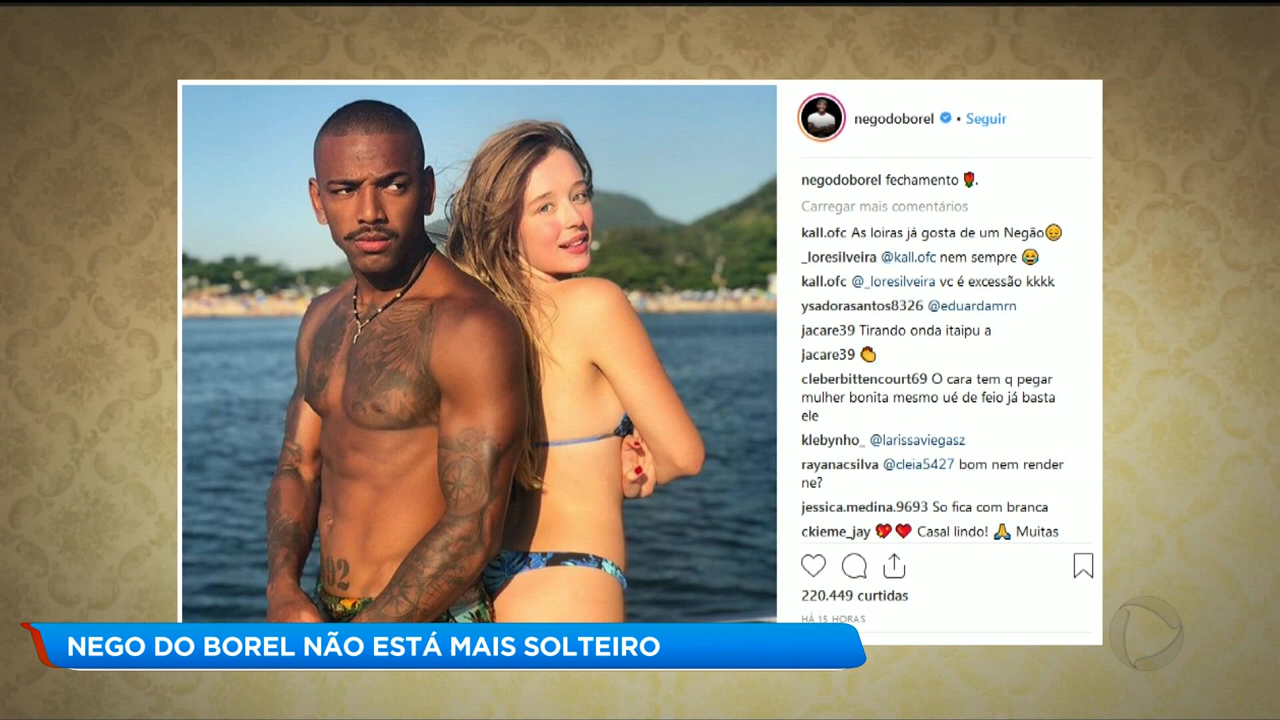 negodoborel • Seguir
negodoborel fechamento 🌹.
Carregar mais comentários
kall.ofc As loiras já gosta de um Negão😔
_loresilveira @kall.ofc nem sempre 😂
kall.ofc @_loresilveira vc é excessão kkkk
ysadorasantos8326 @eduardamrn
jacare39 Tirando onda itaipu a
jacare39 👏
cleberbittencourt69 O cara tem q pegar
mulher bonita mesmo ué de feio já basta
ele
klebynho_ @larissaviegasz
rayanacsilva @cleia5427 bom nem render
ne?
jessica.medina.9693 So fica com branca
ckieme_jay 💖❤️ Casal lindo! 🙏 Muitas
220.449 curtidas
HÁ 15 HORAS
102
NEGO DO BOREL NÃO ESTÁ MAIS SOLTEIRO